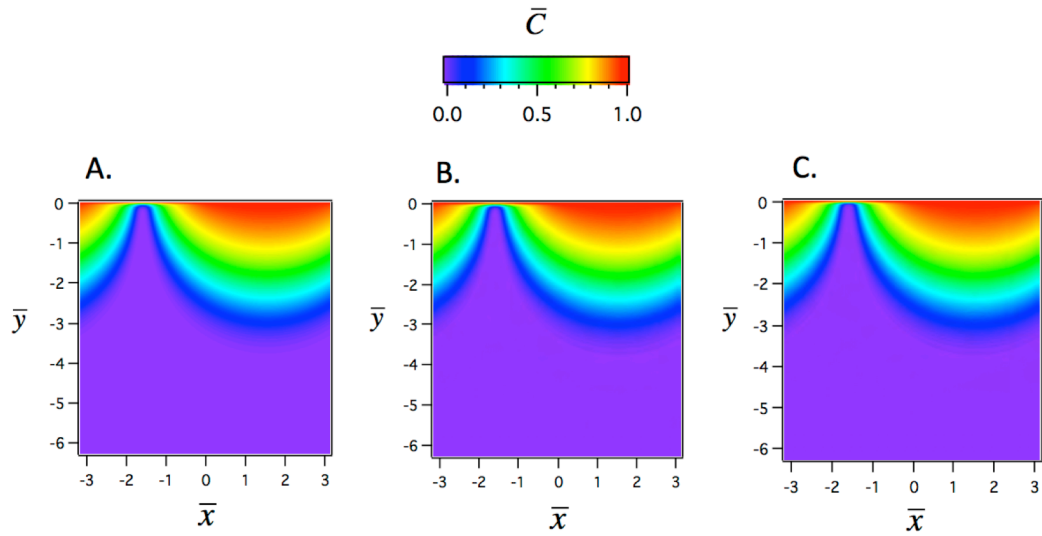 C̅
0.0 0.5 1.0
A. B. C.
0 0 0
-1 -1 -1
-2 -2 -2
y̅ -3 y̅ -3 y̅ -3
-4 -4 -4
-5 -5 -5
-6 -6 -6
-3 -2 -1 0 1 2 3 -3 -2 -1 0 1 2 3 -3 -2 -1 0 1 2 3
x̅ x̅ x̅